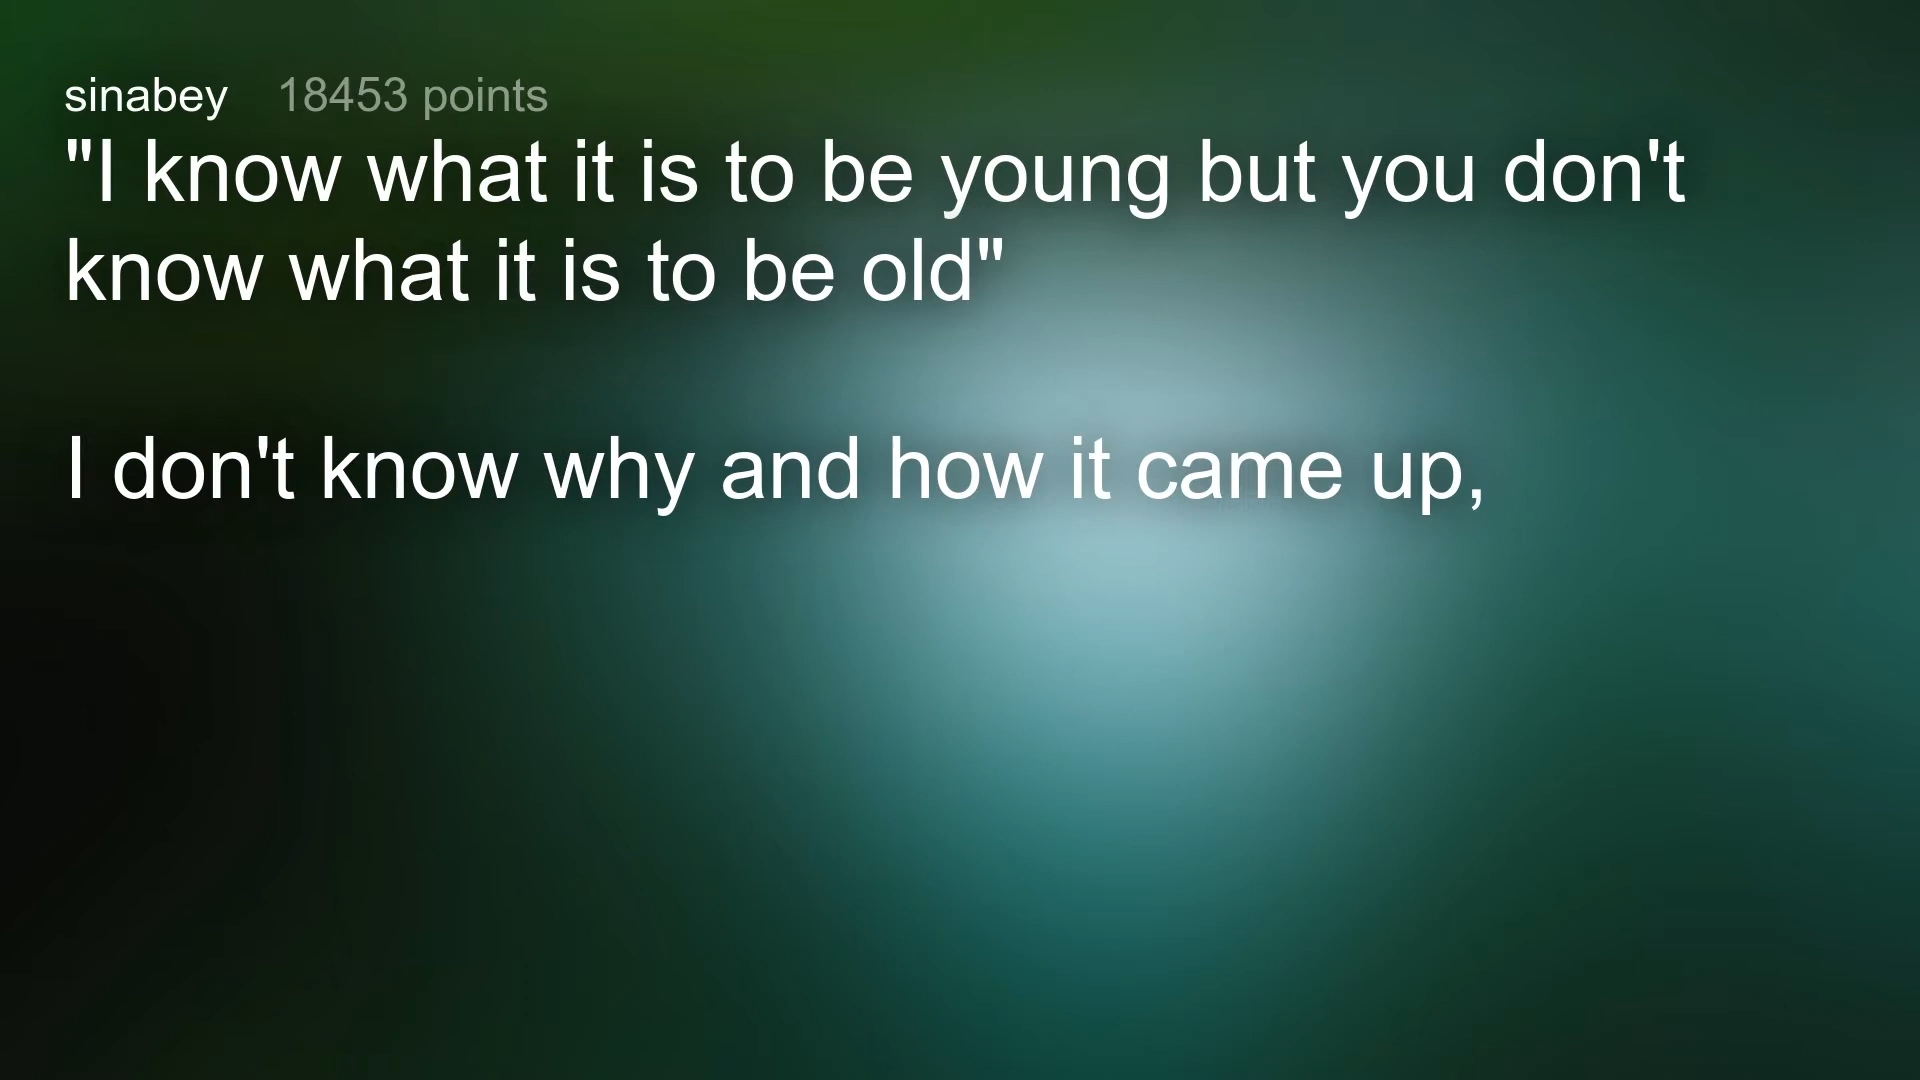 sinabey 18453 points
"I know what it is to be young but you don't
know what it is to be old"
I don't know why and how it came up,